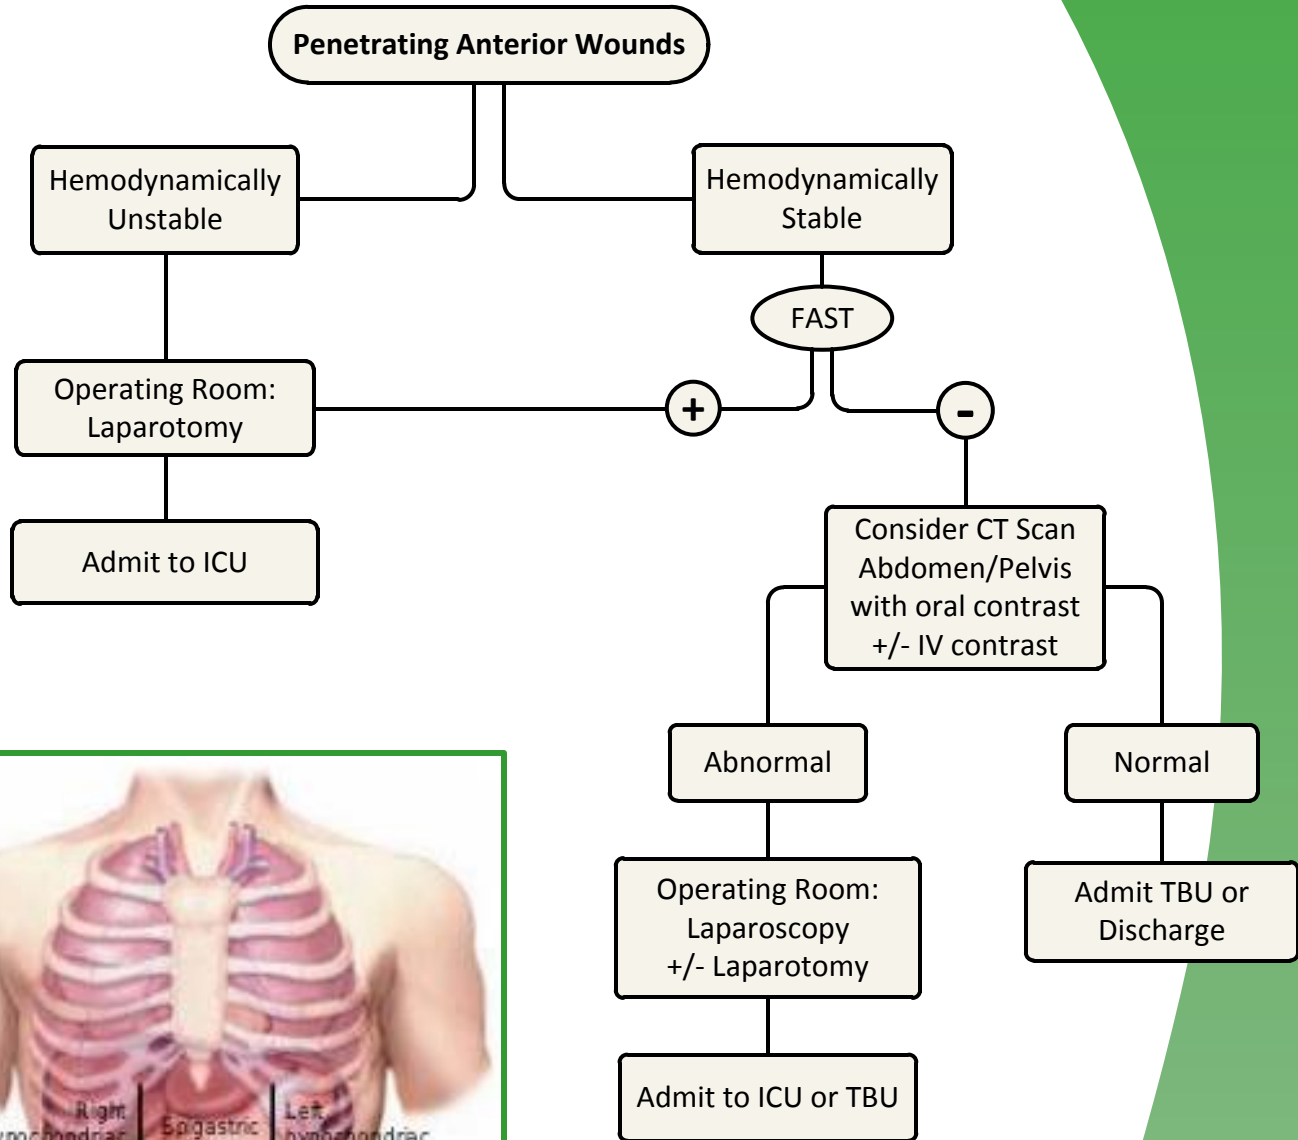 Penetrating Anterior Wounds
Hemodynamically
Unstable
Hemodynamically
Stable
FAST
Operating Room:
Laparotomy
+
-
Admit to ICU
Consider CT Scan
Abdomen/Pelvis
with oral contrast
+/- IV contrast
Abnormal
Normal
Operating Room:
Laparoscopy
+/- Laparotomy
Admit TBU or
Discharge
Admit to ICU or TBU
Right
Epigastric
Left